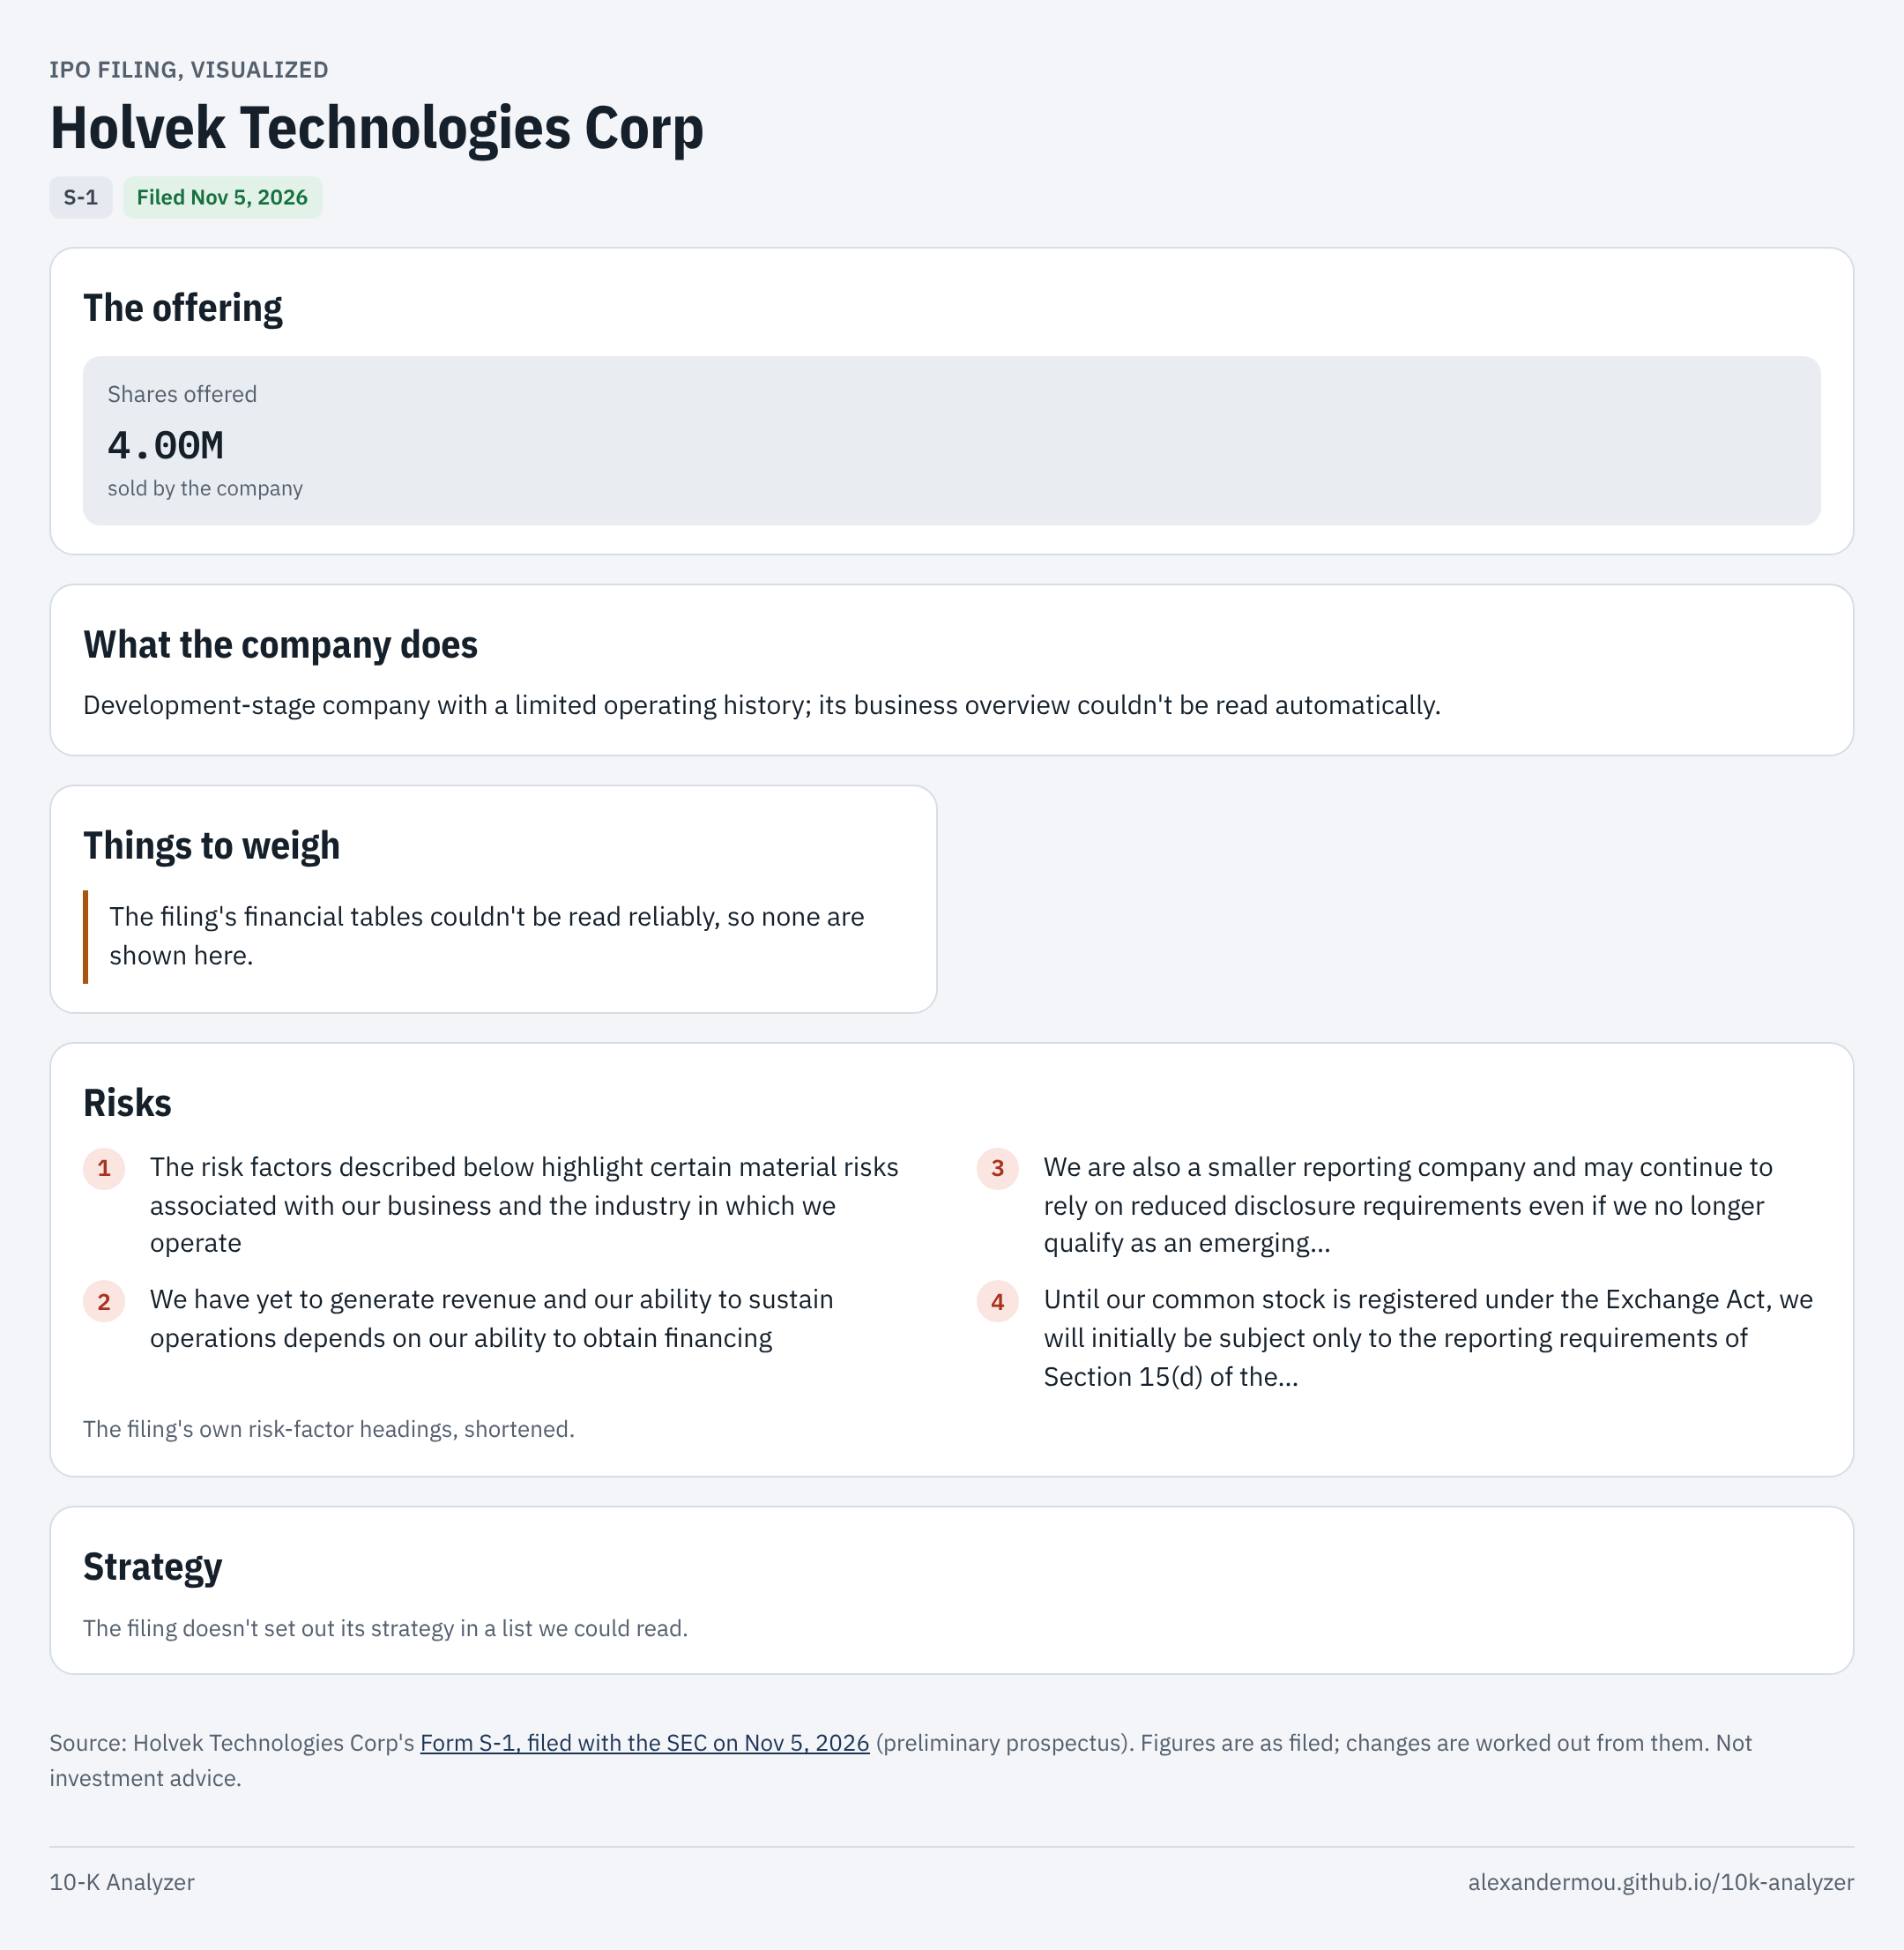 IPO FILING, VISUALIZED
Holvek Technologies Corp
S-1
Filed Nov 5, 2026
The offering
Shares offered
4.00M
sold by the company
What the company does
Development-stage company with a limited operating history; its business overview couldn't be read automatically.
Things to weigh
The filing's financial tables couldn't be read reliably, so none are
shown here.
Risks
1
The risk factors described below highlight certain material risks
associated with our business and the industry in which we
operate
2
We have yet to generate revenue and our ability to sustain
operations depends on our ability to obtain financing
3
We are also a smaller reporting company and may continue to
rely on reduced disclosure requirements even if we no longer
qualify as an emerging...
4
Until our common stock is registered under the Exchange Act, we
will initially be subject only to the reporting requirements of
Section 15(d) of the...
The filing's own risk-factor headings, shortened.
Strategy
The filing doesn't set out its strategy in a list we could read.
Source: Holvek Technologies Corp's Form S-1, filed with the SEC on Nov 5, 2026 (preliminary prospectus). Figures are as filed; changes are worked out from them. Not
investment advice.
10-K Analyzer
alexandermou.github.io/10k-analyzer